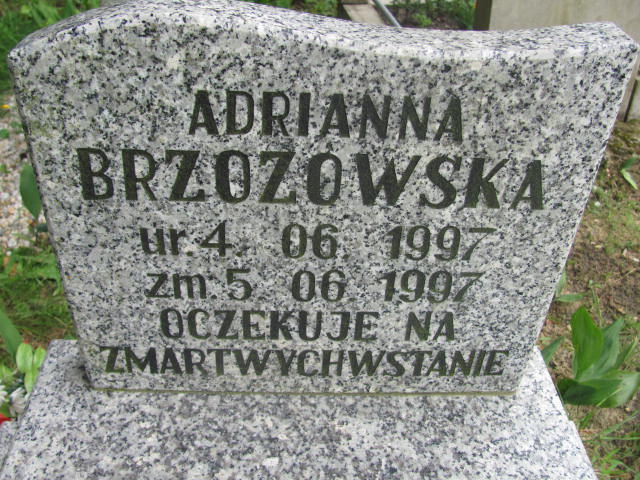 ADRIANNA
BRZOZOWSKA
ur. 4. 06. 1997
zm. 5. 06. 1997
OCZEKUJE NA
ZMARTWYCHWSTANIE